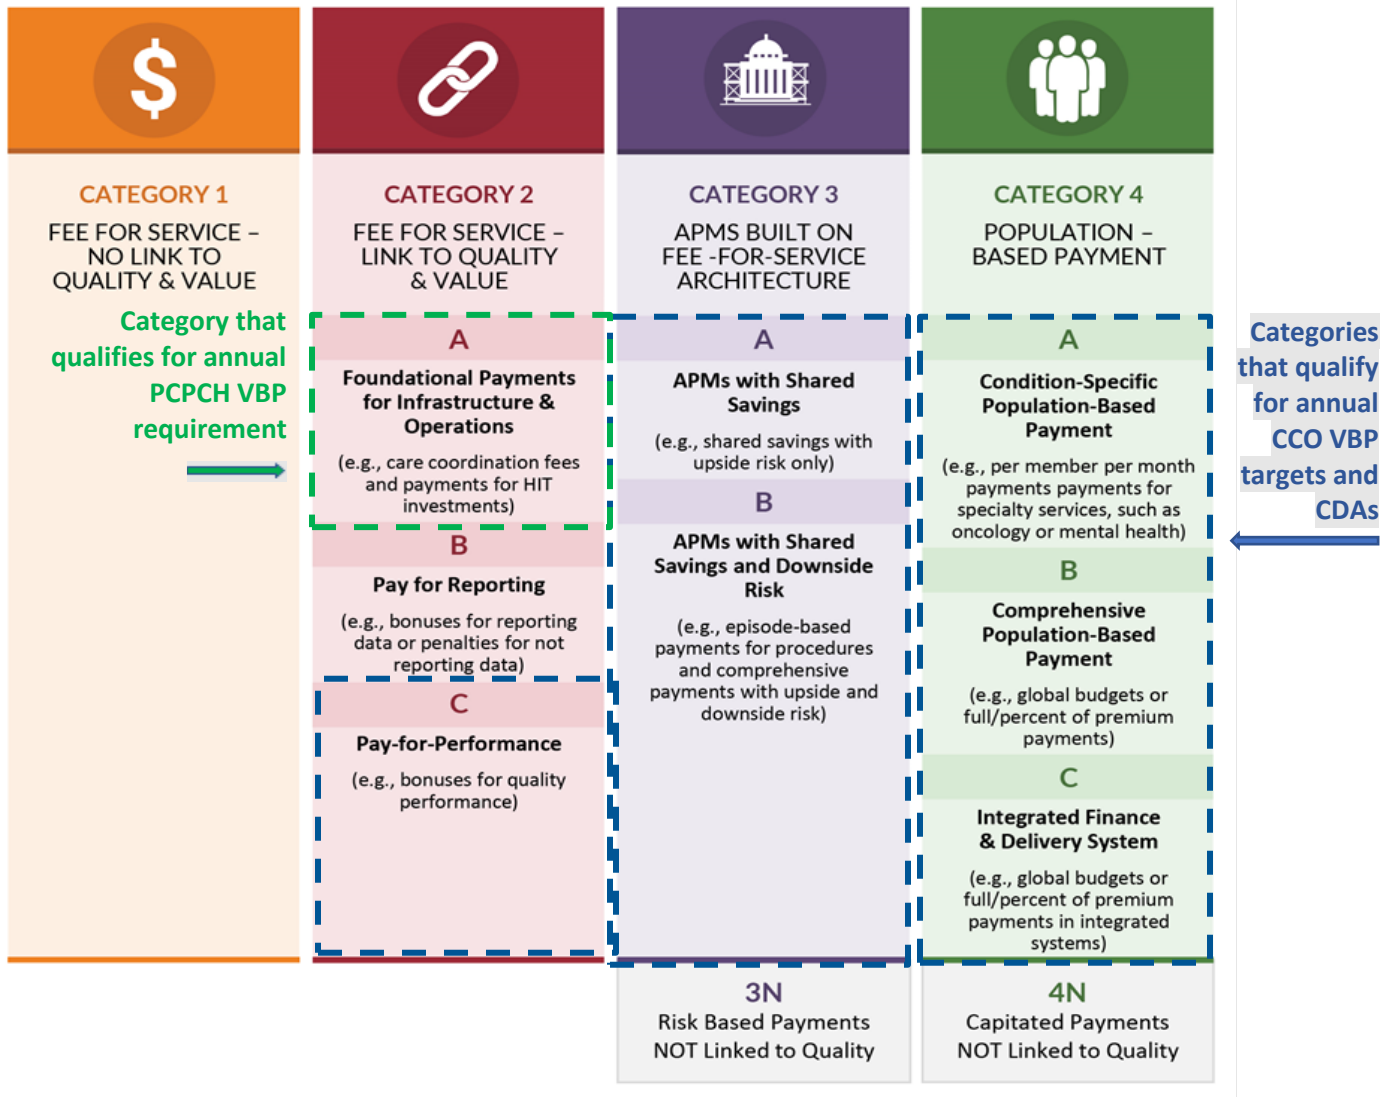 $
CATEGORY 1
FEE FOR SERVICE –
NO LINK TO
QUALITY & VALUE
Category that
qualifies for annual
PCPCH VBP
requirement
CATEGORY 2
FEE FOR SERVICE –
LINK TO QUALITY
& VALUE
A
Foundational Payments
for Infrastructure &
Operations
(e.g., care coordination fees
and payments for HIT
investments)
B
Pay for Reporting
(e.g., bonuses for reporting
data or penalties for not
reporting data)
C
Pay-for-Performance
(e.g., bonuses for quality
performance)
CATEGORY 3
APMS BUILT ON
FEE -FOR-SERVICE
ARCHITECTURE
A
APMs with Shared
Savings
(e.g., shared savings with
upside risk only)
B
APMs with Shared
Savings and Downside
Risk
(e.g., episode-based
payments for procedures
and comprehensive
payments with upside and
downside risk)
3N
Risk Based Payments
NOT Linked to Quality
CATEGORY 4
POPULATION –
BASED PAYMENT
A
Condition-Specific
Population-Based
Payment
(e.g., per member per month
payments payments for
specialty services, such as
oncology or mental health)
B
Comprehensive
Population-Based
Payment
(e.g., global budgets or
full/percent of premium
payments)
C
Integrated Finance
& Delivery System
(e.g., global budgets or
full/percent of premium
payments in integrated
systems)
4N
Capitated Payments
NOT Linked to Quality
Categories
that qualify
for annual
CCO VBP
targets and
CDAs